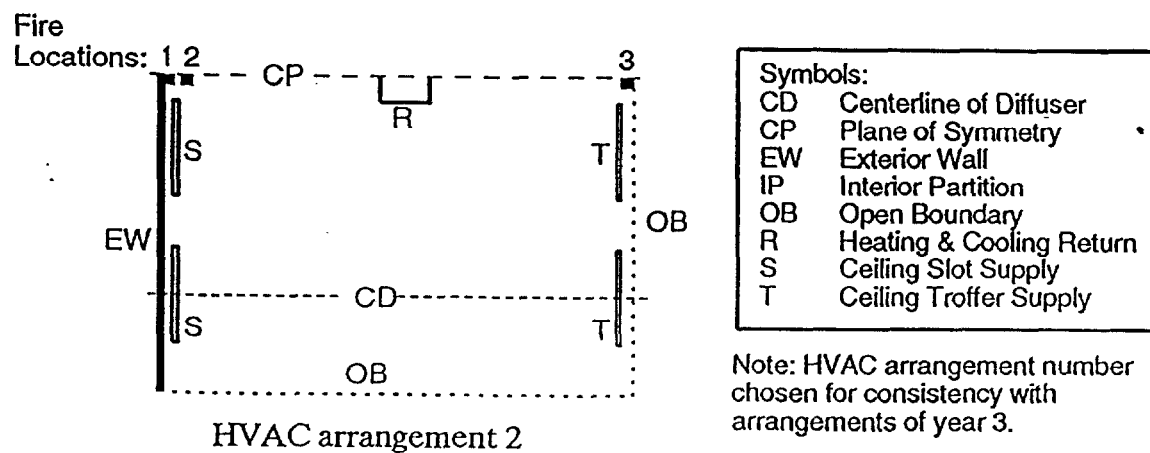 Fire
Locations: 1 2
3
CP
R
S
T
EW
OB
CD
S
T
OB
HVAC arrangement 2
Symbols:
CD Centerline of Diffuser
CP Plane of Symmetry
EW Exterior Wall
IP Interior Partition
OB Open Boundary
R Heating & Cooling Return
S Ceiling Slot Supply
T Ceiling Troffer Supply
Note: HVAC arrangement number
chosen for consistency with
arrangements of year 3.